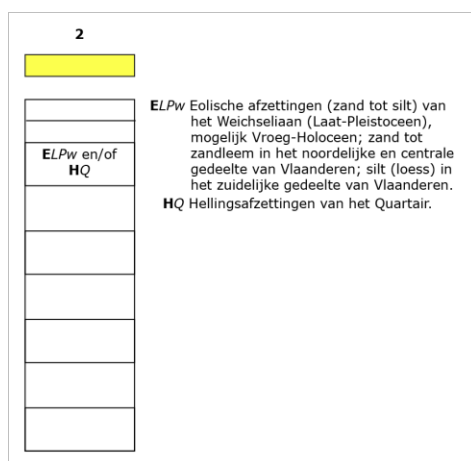 2
ELPw en/of
HQ
ELPw Eolische afzettingen (zand tot silt) van
het Weichseliaan (Laat-Pleistoceen),
mogelijk Vroeg-Holoceen; zand tot
zandleem in het noordelijke en centrale
gedeelte van Vlaanderen; silt (loess) in
het zuidelijke gedeelte van Vlaanderen.
HQ Hellingsafzettingen van het Quartair.